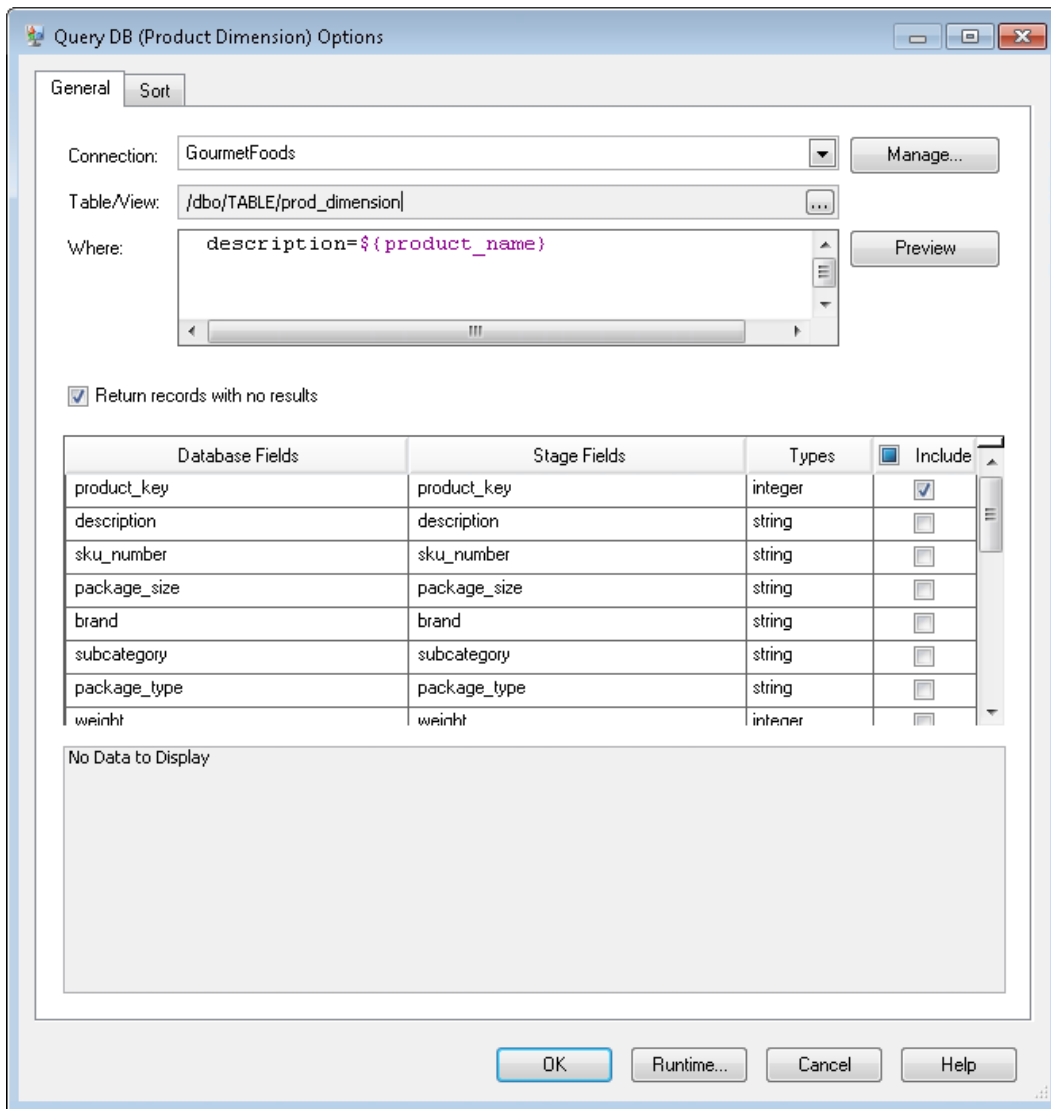 Query DB (Product Dimension) Options
General Sort
Connection: GourmetFoods Manage...
Table/View: /dbo/TABLE/prod_dimension ...
Where: description=${product_name} Preview
Return records with no results
Database Fields Stage Fields Types Include
product_key product_key integer
description description string
sku_number sku_number string
package_size package_size string
brand brand string
subcategory subcategory string
package_type package_type string
weight weight integer
No Data to Display
OK Runtime... Cancel Help